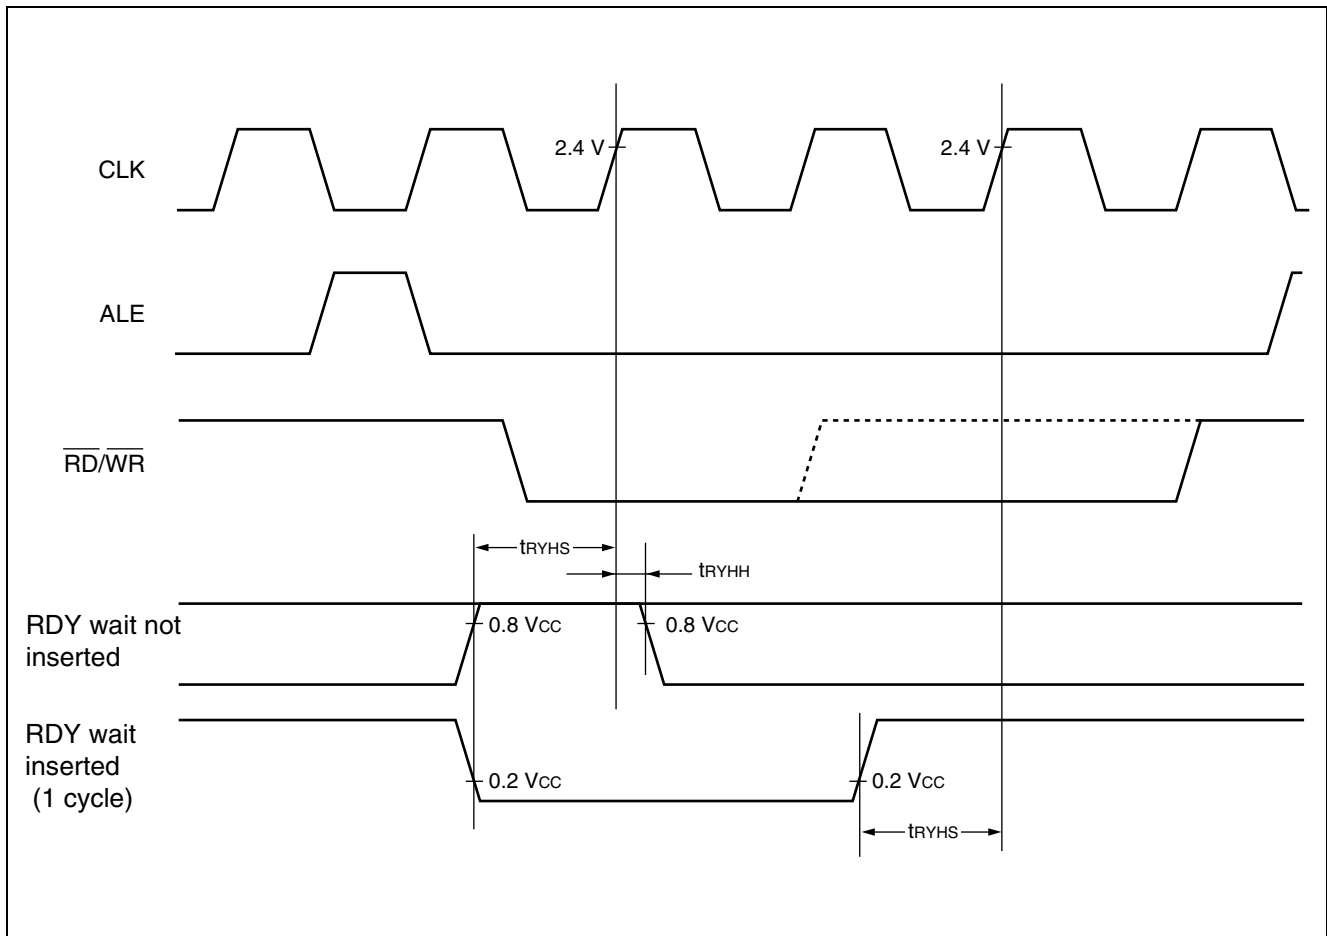 2.4 V
2.4 V
CLK
ALE
RD/WR
tRYHS
tRYHH
RDY wait not
inserted
0.8 VCC
0.8 VCC
RDY wait
inserted
(1 cycle)
0.2 VCC
0.2 VCC
tRYHS